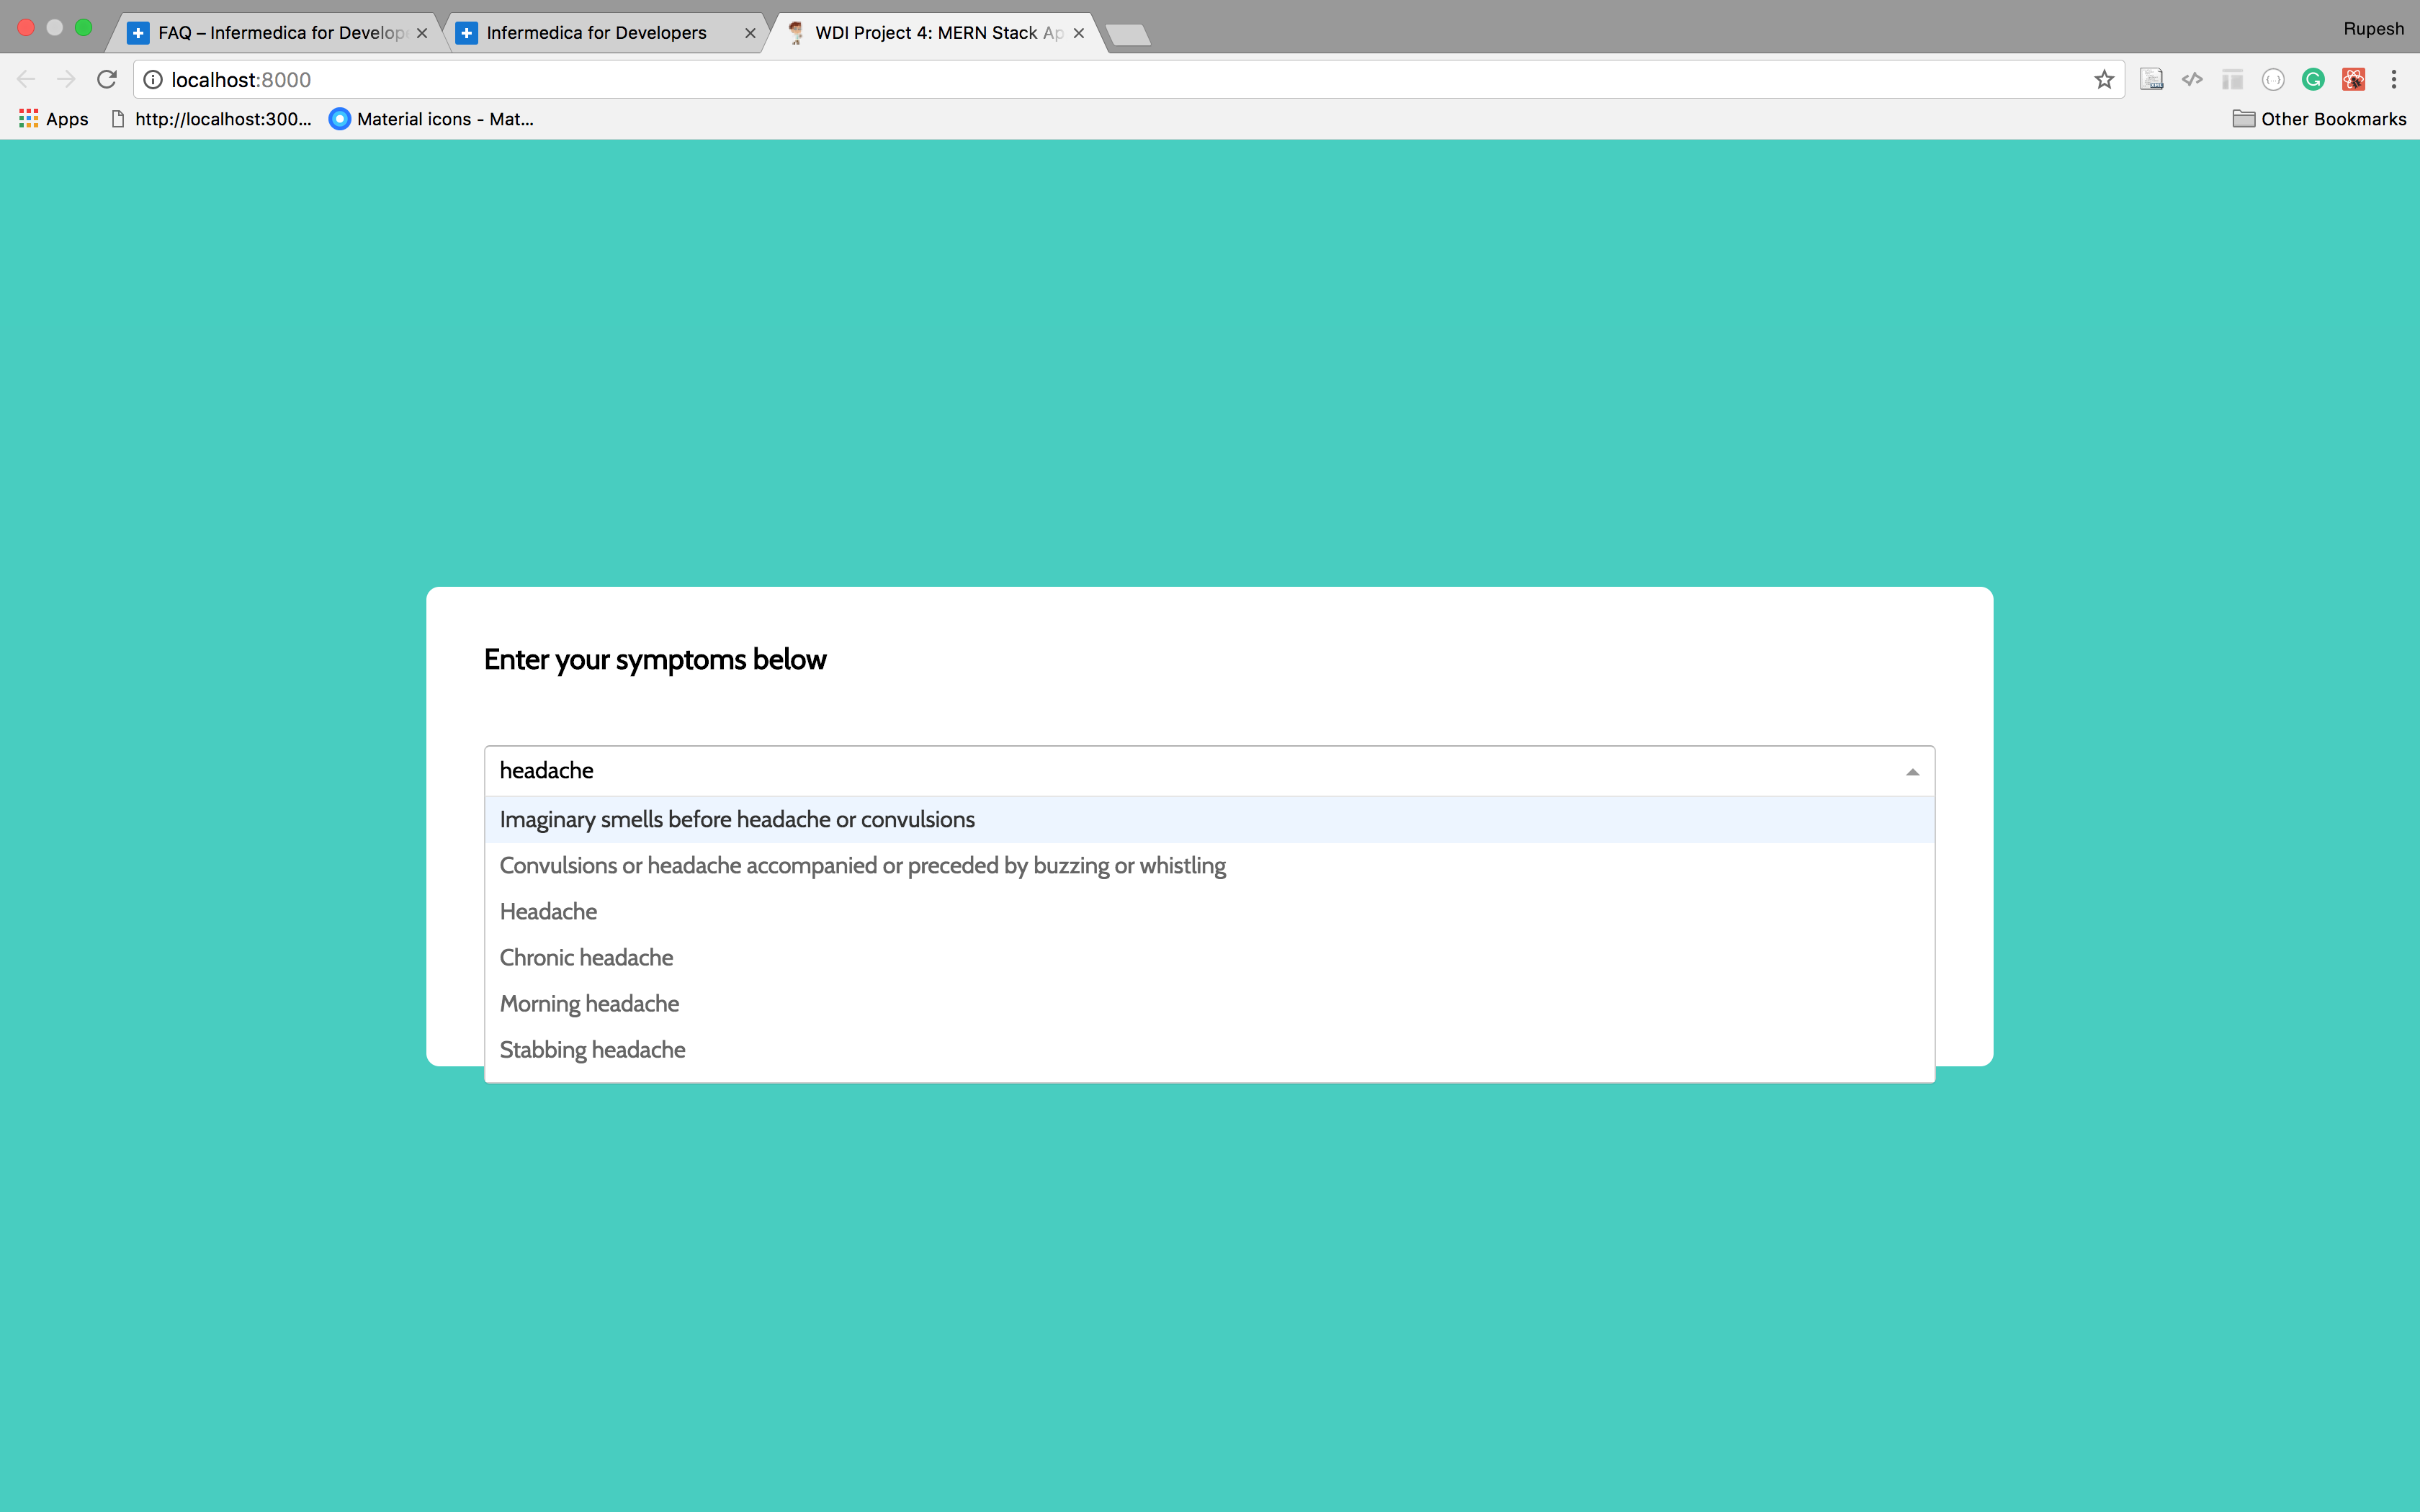 FAQ – Infermedica for Develop
Infermedica for Developers
WDI Project 4: MERN Stack Ap
Rupesh
localhost:8000
Apps
http://localhost:300...
Material icons - Mat...
Other Bookmarks
Enter your symptoms below
headache
Imaginary smells before headache or convulsions
Convulsions or headache accompanied or preceded by buzzing or whistling
Headache
Chronic headache
Morning headache
Stabbing headache